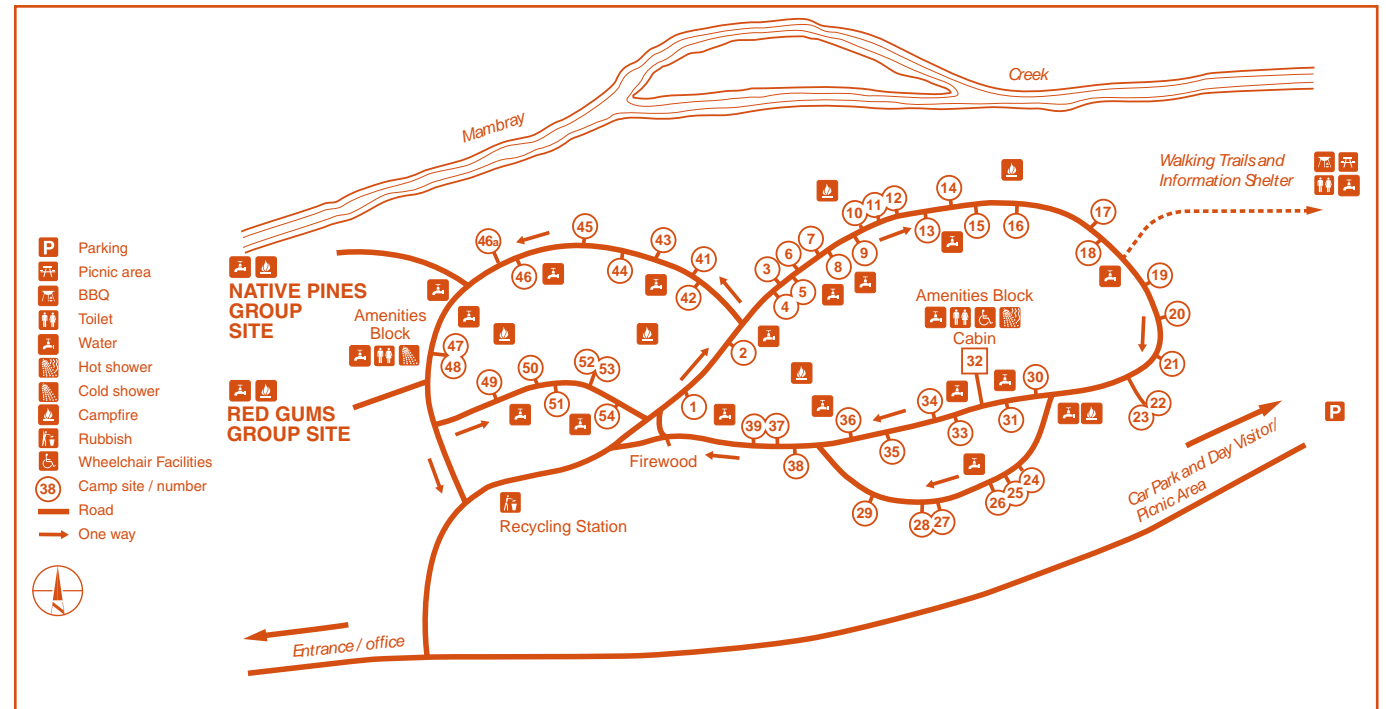 Mambray
Creek
Walking Trails and
Information Shelter
P
Parking
Picnic area
BBQ
Toilet
Water
Hot shower
Cold shower
Campfire
Rubbish
Wheelchair Facilities
38
Camp site / number
Road
One way
NATIVE PINES
GROUP
SITE
Amenities
Block
RED GUMS
GROUP SITE
46a
46
45
44
43
41
42
47
48
49
50
51
52
53
54
1
2
3
6
7
4
5
8
9
10
11
12
13
14
15
16
17
18
19
20
21
22
23
Amenities Block
Cabin
32
30
31
34
33
36
35
39
37
38
24
25
26
27
28
29
Firewood
Recycling Station
P
Car Park and Day Visitor/
Picnic Area
Entrance / office